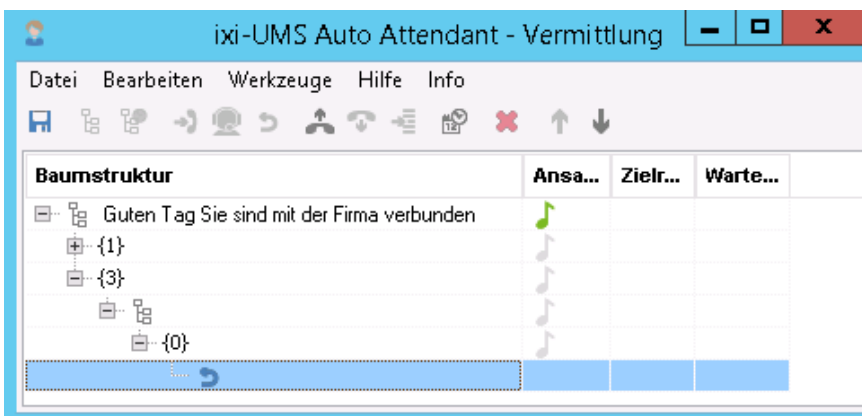 ixi-UMS Auto Attendant - Vermittlung
Datei Bearbeiten Werkzeuge Hilfe Info
12
Baumstruktur Ansa... Zielr... Warte...
Guten Tag Sie sind mit der Firma verbunden
{1}
{3}
{0}